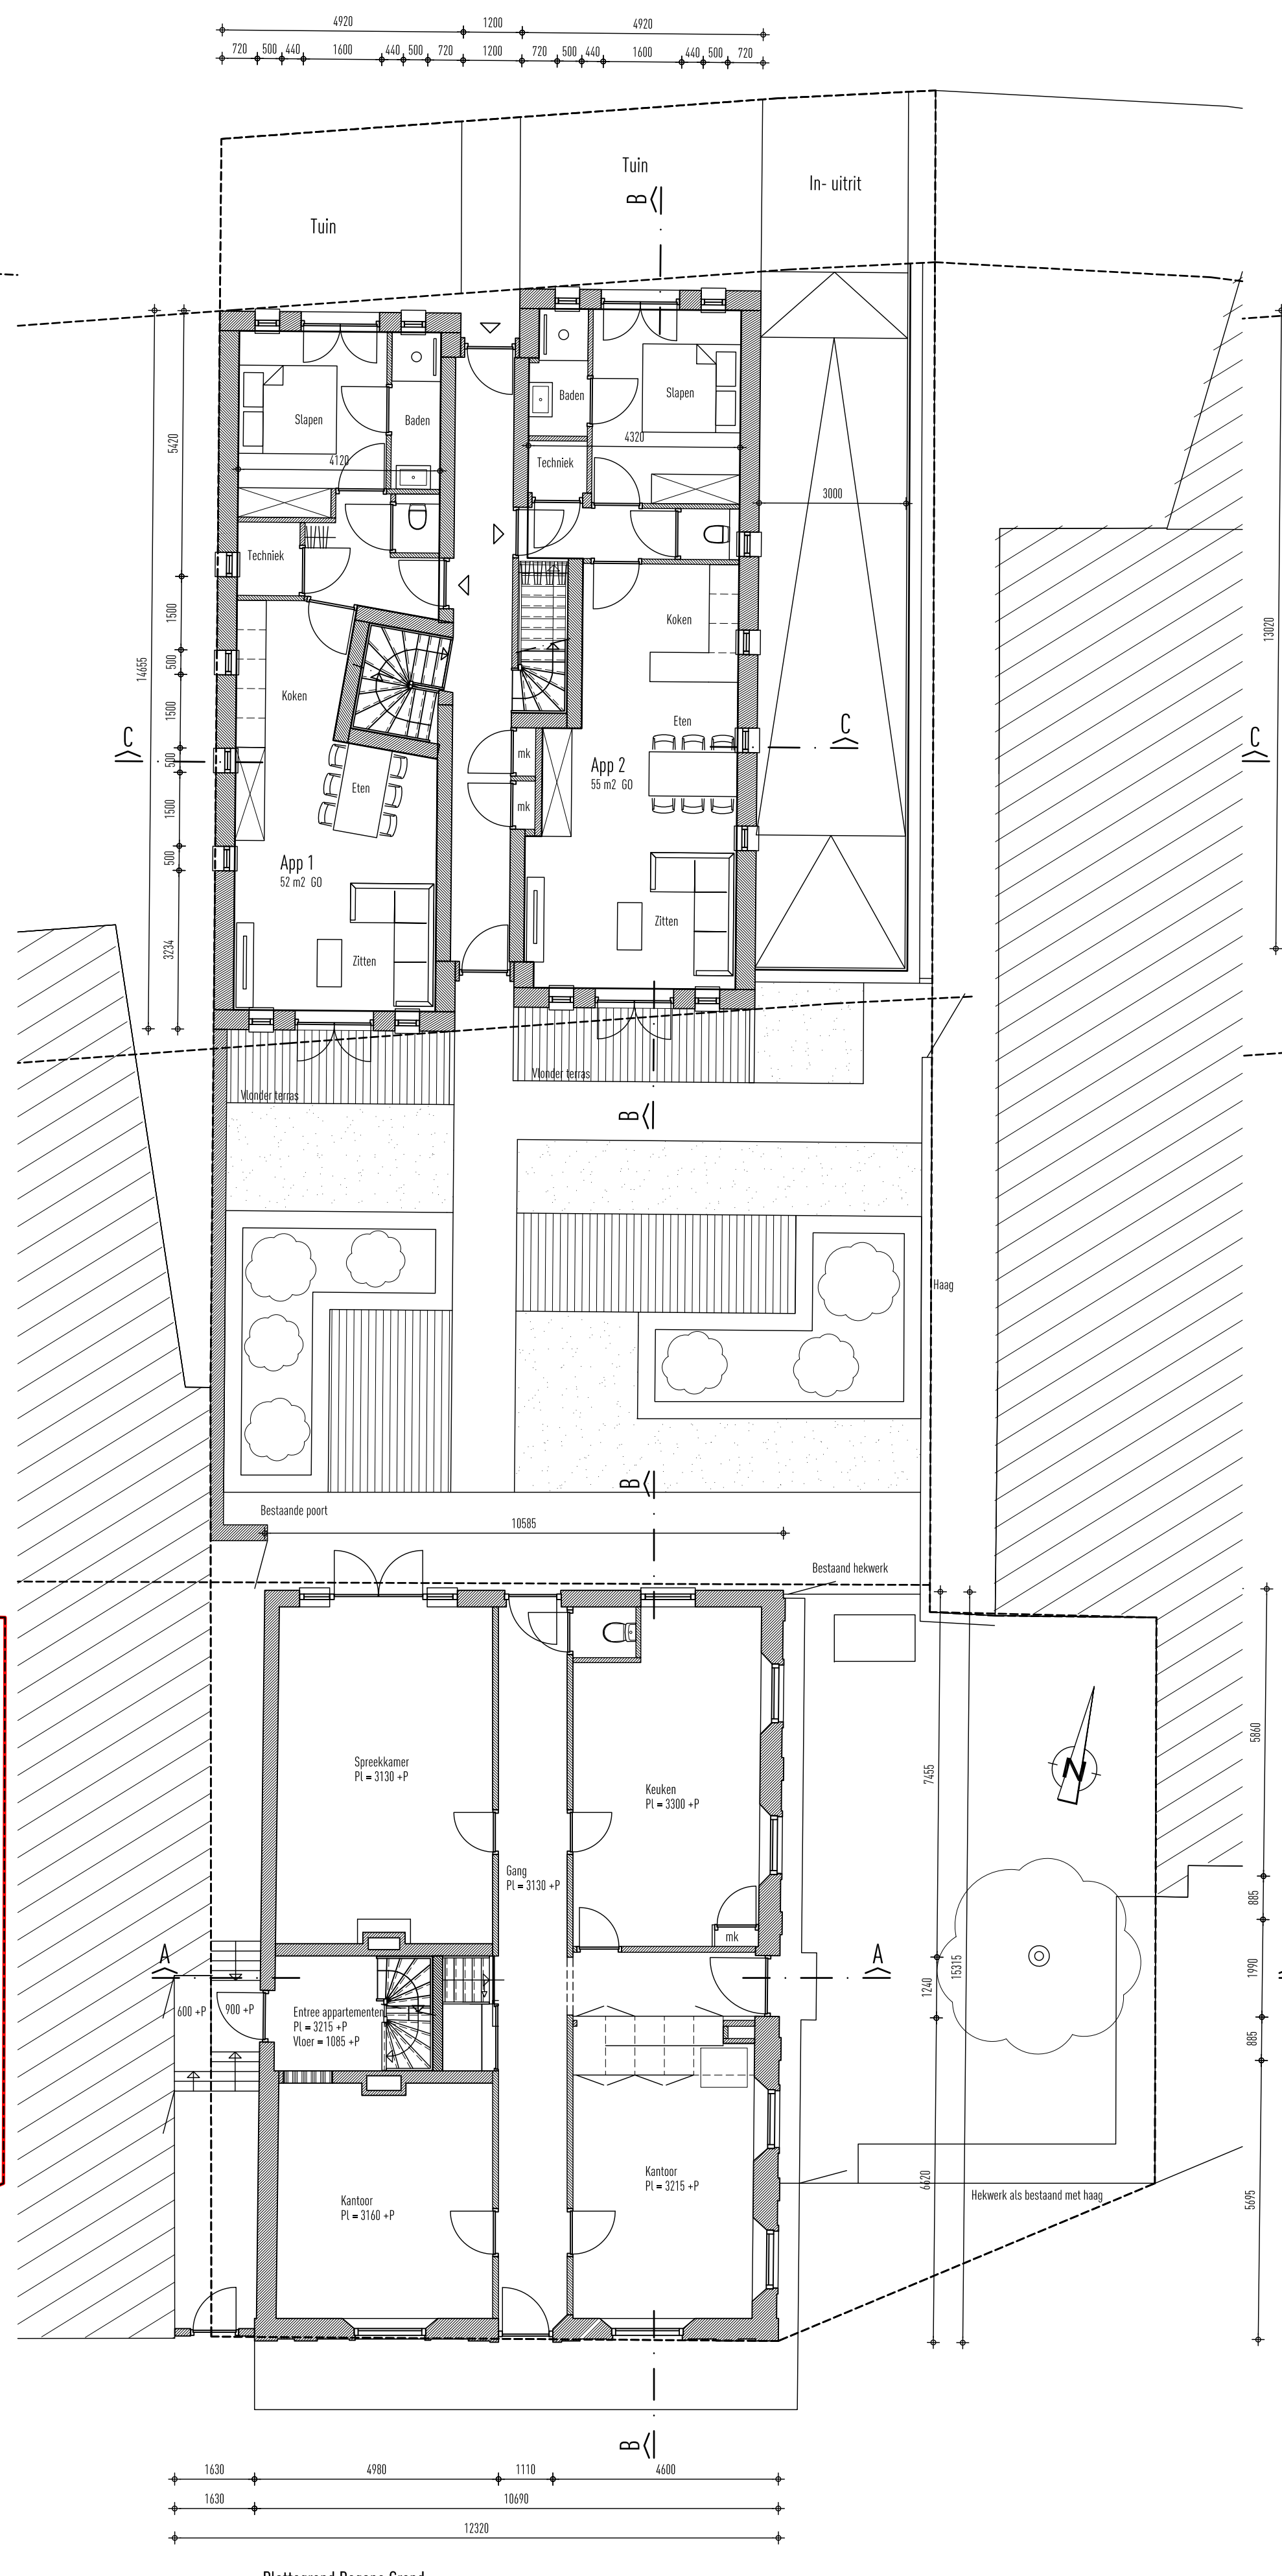 4920 1200 4920
720 500 440 1600 440 500 720 1200 720 500 440 1600 440 500 720
Tuin
B
In- uitrit
Tuin
Slapen
Baden
Baden
Slapen
4120
4320
Techniek
3000
Techniek
5420
1500
500
1500
500
1500
500
3234
14655
13020
Koken
Koken
Eten
C
C
C
mk
mk
App 2
55 m2 GO
Eten
App 1
52 m2 GO
Zitten
Zitten
Vlonder terras
Vlonder terras
B
Haag
B
Bestaande poort
10585
Bestaand hekwerk
Spreekkamer
Pl = 3130 +P
Keuken
Pl = 3300 +P
Gang
Pl = 3130 +P
mk
N
7455
1240
6620
15315
5860
885
1990
885
5695
A
A
600 +P
900 +P
Entree appartementen
Pl = 3215 +P
Vloer = 1085 +P
Kantoor
Pl = 3160 +P
Kantoor
Pl = 3215 +P
Hekwerk als bestaand met haag
B
1630 4980 1110 4600
1630 10690
12320